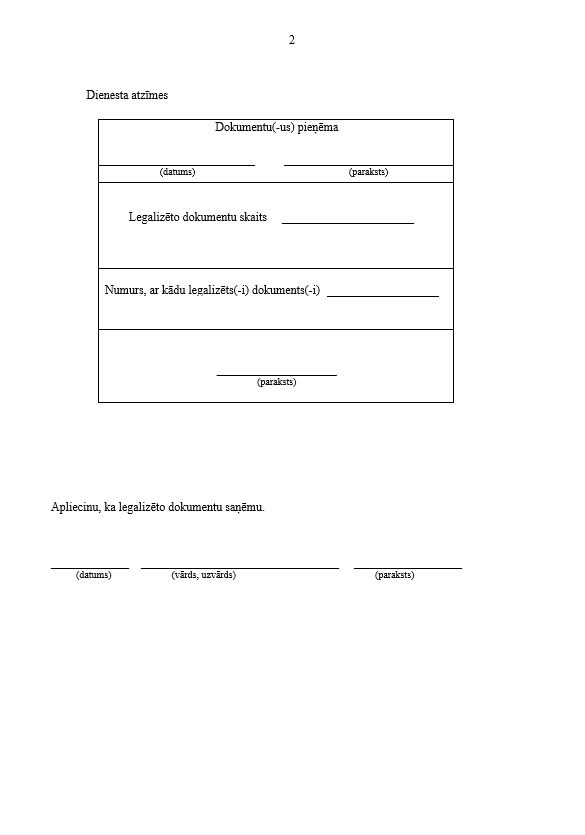 2
Dienesta atzīmes
Dokumentu(-us) pieņēma
(datums) (paraksts)
Legalizēto dokumentu skaits
Numurs, ar kādu legalizēts(-i) dokuments(-i)
(paraksts)
Apliecinu, ka legalizēto dokumentu saņēmu.
(datums) (vārds, uzvārds) (paraksts)